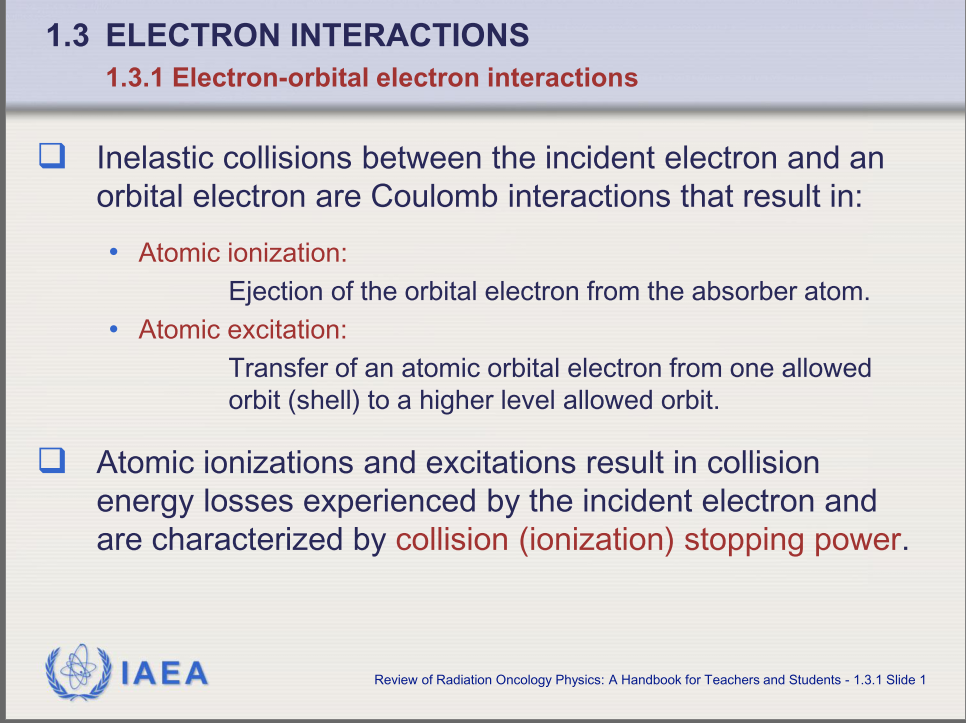 1.3 ELECTRON INTERACTIONS
1.3.1 Electron-orbital electron interactions
❑ Inelastic collisions between the incident electron and an
orbital electron are Coulomb interactions that result in:
• Atomic ionization:
Ejection of the orbital electron from the absorber atom.
• Atomic excitation:
Transfer of an atomic orbital electron from one allowed
orbit (shell) to a higher level allowed orbit.
❑ Atomic ionizations and excitations result in collision
energy losses experienced by the incident electron and
are characterized by collision (ionization) stopping power.
IAEA
Review of Radiation Oncology Physics: A Handbook for Teachers and Students - 1.3.1 Slide 1